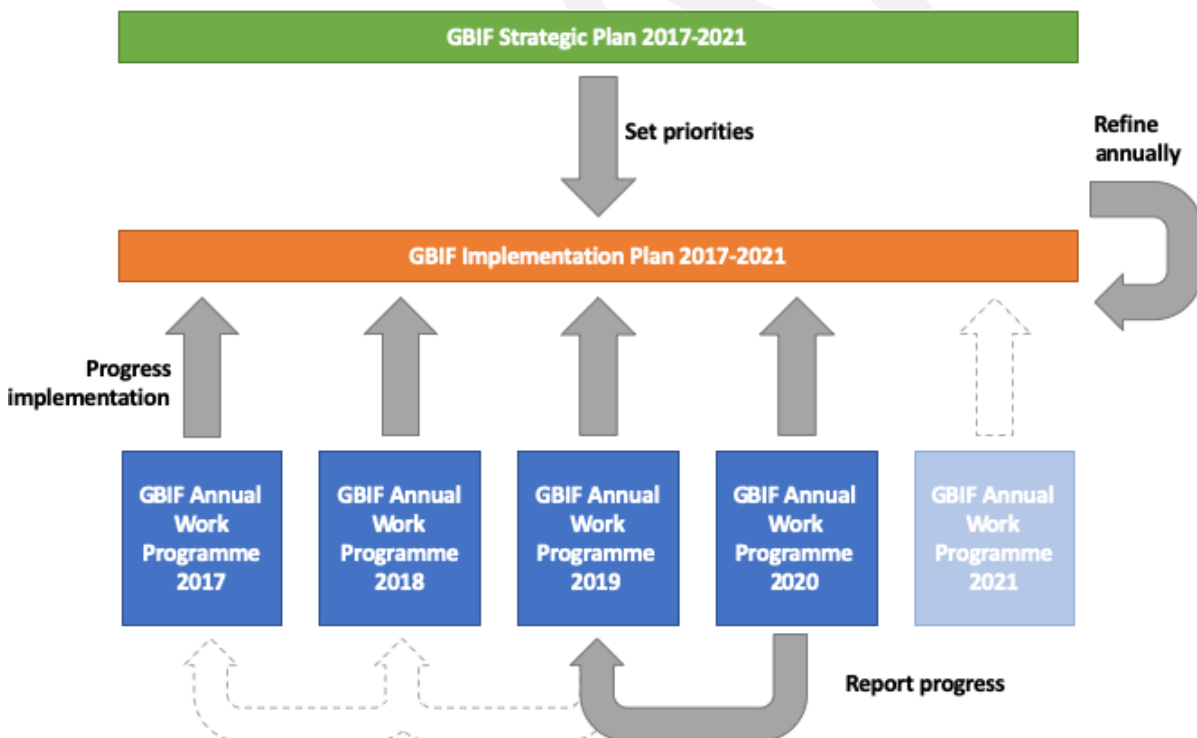 GBIF Strategic Plan 2017-2021
Set priorities
Refine
annually
GBIF Implementation Plan 2017-2021
Progress
implementation
GBIF Annual
Work
Programme
2017
GBIF Annual
Work
Programme
2018
GBIF Annual
Work
Programme
2019
GBIF Annual
Work
Programme
2020
GBIF Annual
Work
Programme
2021
Report progress